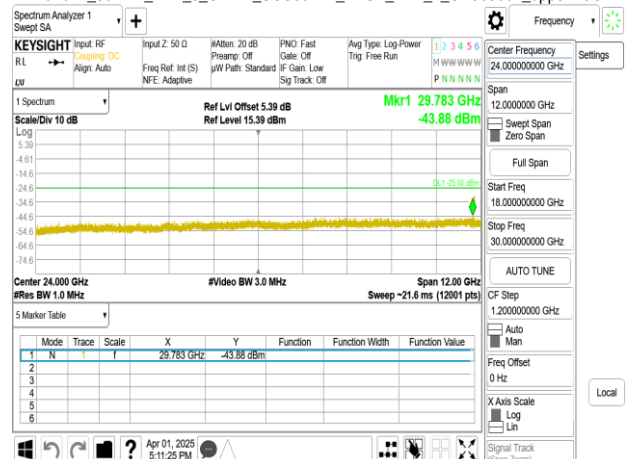 Spectrum Analyzer 1
Swept SA
+
Frequency
KEYSIGHT
RL
Input: RF
Coupling: DC
Align: Auto
Input Z: 50 Ω
Freq Ref: Int (S)
NFE: Adaptive
#Atten: 20 dB
Preamp: Off
µW Path: Standard
PNO: Fast
Gate: Off
IF Gain: Low
Sig Track: Off
Avg Type: Log-Power
Trig: Free Run
1 2 3 4 5 6
M W W W W W
P N N N N N
1 Spectrum
Scale/Div 10 dB
Ref Lvl Offset 5.39 dB
Ref Level 15.39 dBm
Mkr1 29.783 GHz
-43.88 dBm
Log
5.39
-4.61
-14.6
-24.6
-34.6
-44.6
-54.6
-64.6
-74.6
DL1 -25.00 dBm
Center 24.000 GHz
#Res BW 1.0 MHz
#Video BW 3.0 MHz
Span 12.00 GHz
Sweep ~21.6 ms (12001 pts)
5 Marker Table
Mode Trace Scale X Y Function Function Width Function Value
1 N 1 f 29.783 GHz -43.88 dBm
2
3
4
5
6
Apr 01, 2025
5:11:25 PM
Center Frequency
24.000000000 GHz
Span
12.0000000 GHz
Swept Span
Zero Span
Full Span
Start Freq
18.000000000 GHz
Stop Freq
30.000000000 GHz
AUTO TUNE
CF Step
1.200000000 GHz
Auto
Man
Freq Offset
0 Hz
X Axis Scale
Log
Lin
Signal Track
(Span Zoom)
Settings
Local